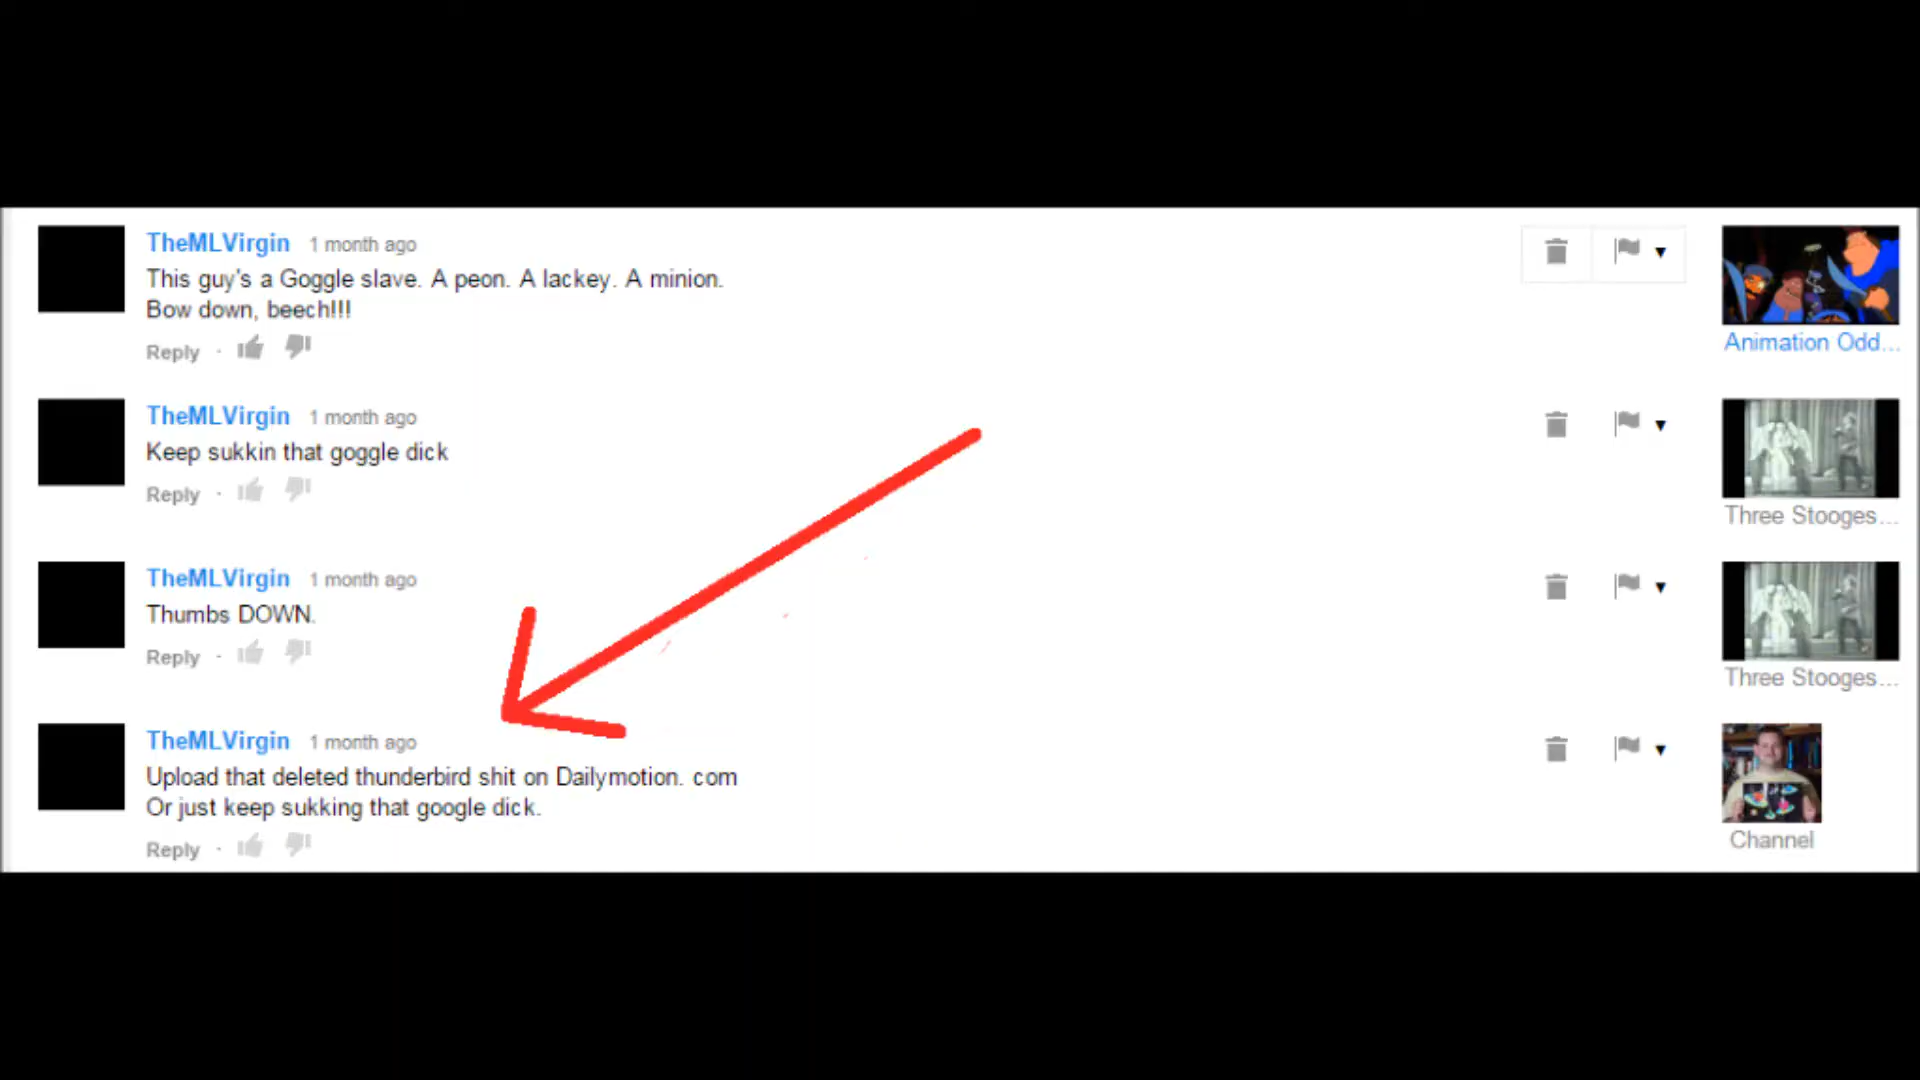 TheMLVirgin 1 month ago
This guy's a Goggle slave. A peon. A lackey. A minion.
Bow down, beech!!!
Reply ·
Animation Odd...
TheMLVirgin 1 month ago
Keep sukkin that goggle dick
Reply ·
Three Stooges...
TheMLVirgin 1 month ago
Thumbs DOWN.
Reply ·
Three Stooges...
TheMLVirgin 1 month ago
Upload that deleted thunderbird shit on Dailymotion. com
Or just keep sukking that google dick.
Reply ·
Channel